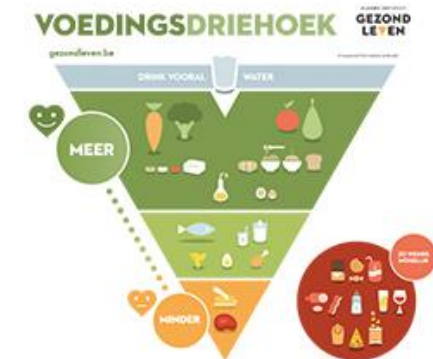 VOEDINGSDRIEHOEK
GEZOND
LEVEN
gezondleven.be
DRINK VOORAL WATER
MEER
MINDER
ZO WEINIG
MOGELIJK